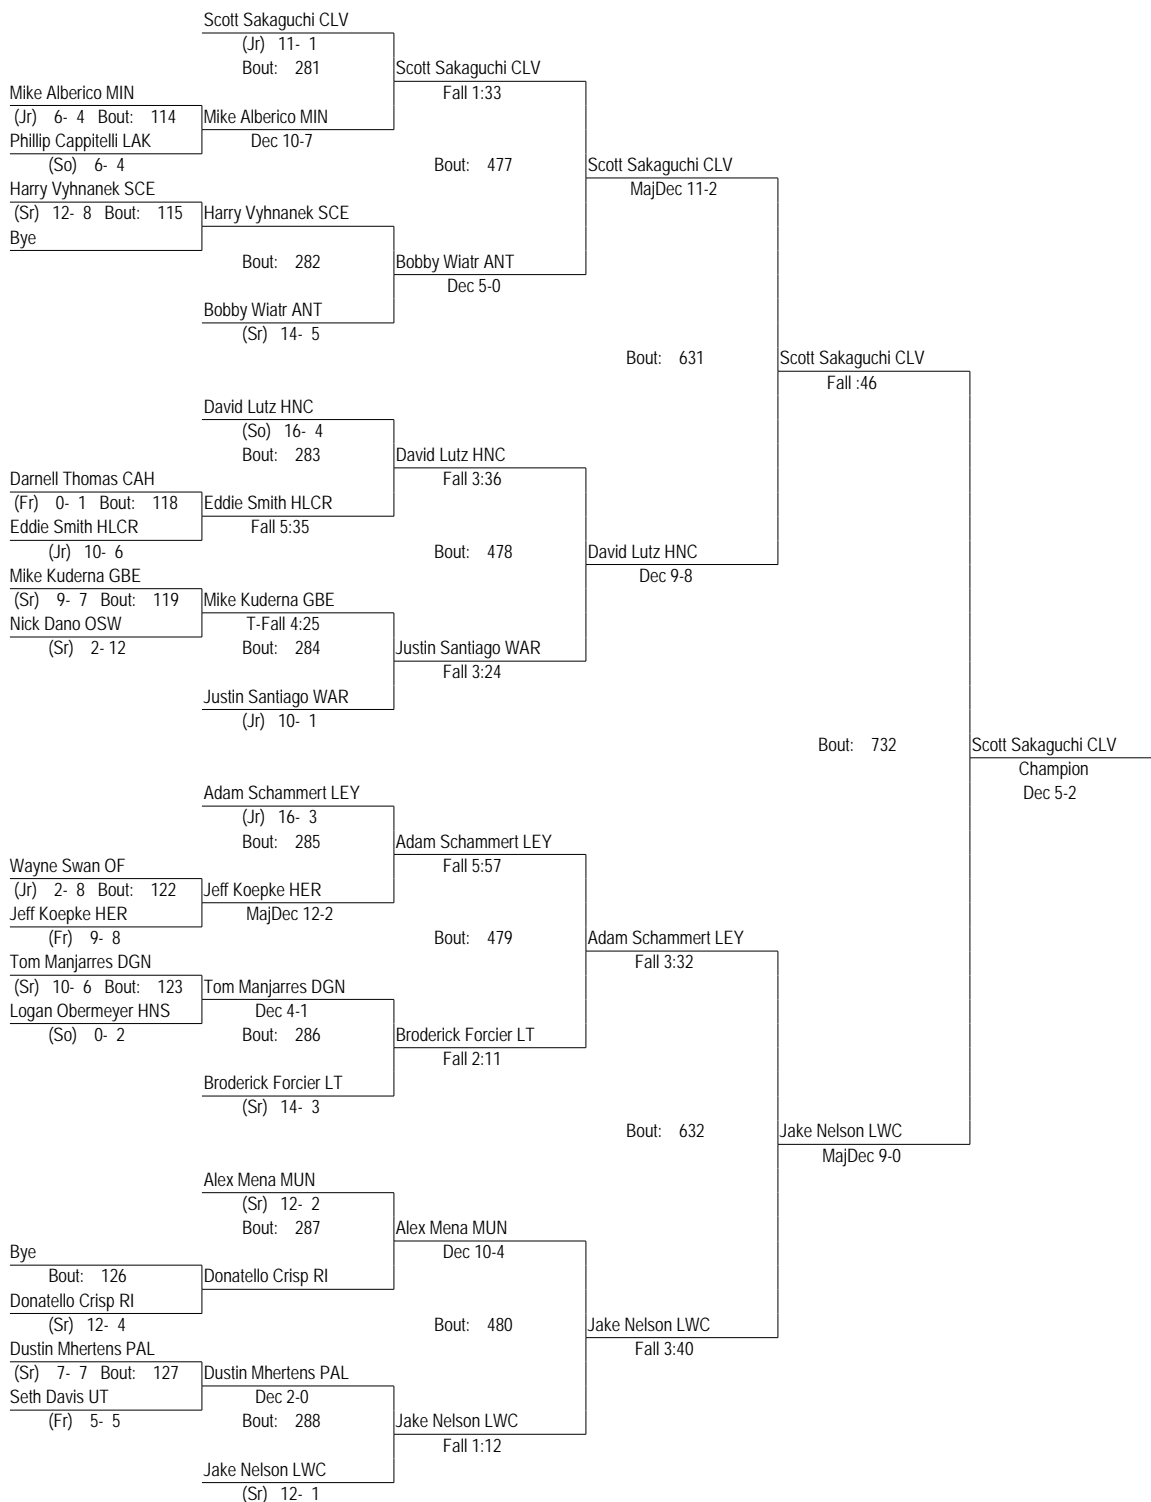 Scott Sakaguchi CLV
(Jr) 11- 1
Bout: 281
Scott Sakaguchi CLV
Fall 1:33
Mike Alberico MIN
(Jr) 6- 4 Bout: 114
Mike Alberico MIN
Dec 10-7
Phillip Cappitelli LAK
(So) 6- 4
Bout: 477
Scott Sakaguchi CLV
MajDec 11-2
Harry Vyhnanek SCE
(Sr) 12- 8 Bout: 115
Harry Vyhnanek SCE
Bye
Bout: 282
Bobby Wiatr ANT
Dec 5-0
Bobby Wiatr ANT
(Sr) 14- 5
Bout: 631
Scott Sakaguchi CLV
Fall :46
David Lutz HNC
(So) 16- 4
Bout: 283
David Lutz HNC
Fall 3:36
Darnell Thomas CAH
(Fr) 0- 1 Bout: 118
Eddie Smith HLCR
Fall 5:35
Eddie Smith HLCR
(Jr) 10- 6
Bout: 478
David Lutz HNC
Dec 9-8
Mike Kuderna GBE
(Sr) 9- 7 Bout: 119
Mike Kuderna GBE
T-Fall 4:25
Nick Dano OSW
(Sr) 2- 12
Bout: 284
Justin Santiago WAR
Fall 3:24
Justin Santiago WAR
(Jr) 10- 1
Bout: 732
Scott Sakaguchi CLV
Champion
Dec 5-2
Adam Schammert LEY
(Jr) 16- 3
Bout: 285
Adam Schammert LEY
Fall 5:57
Wayne Swan OF
(Jr) 2- 8 Bout: 122
Jeff Koepke HER
MajDec 12-2
Jeff Koepke HER
(Fr) 9- 8
Bout: 479
Adam Schammert LEY
Fall 3:32
Tom Manjarres DGN
(Sr) 10- 6 Bout: 123
Tom Manjarres DGN
Dec 4-1
Logan Obermeyer HNS
(So) 0- 2
Bout: 286
Broderick Forcier LT
Fall 2:11
Broderick Forcier LT
(Sr) 14- 3
Bout: 632
Jake Nelson LWC
MajDec 9-0
Alex Mena MUN
(Sr) 12- 2
Bout: 287
Alex Mena MUN
Dec 10-4
Bye
Bout: 126
Donatello Crisp RI
Donatello Crisp RI
(Sr) 12- 4
Bout: 480
Jake Nelson LWC
Fall 3:40
Dustin Mhertens PAL
(Sr) 7- 7 Bout: 127
Dustin Mhertens PAL
Dec 2-0
Seth Davis UT
(Fr) 5- 5
Bout: 288
Jake Nelson LWC
Fall 1:12
Jake Nelson LWC
(Sr) 12- 1